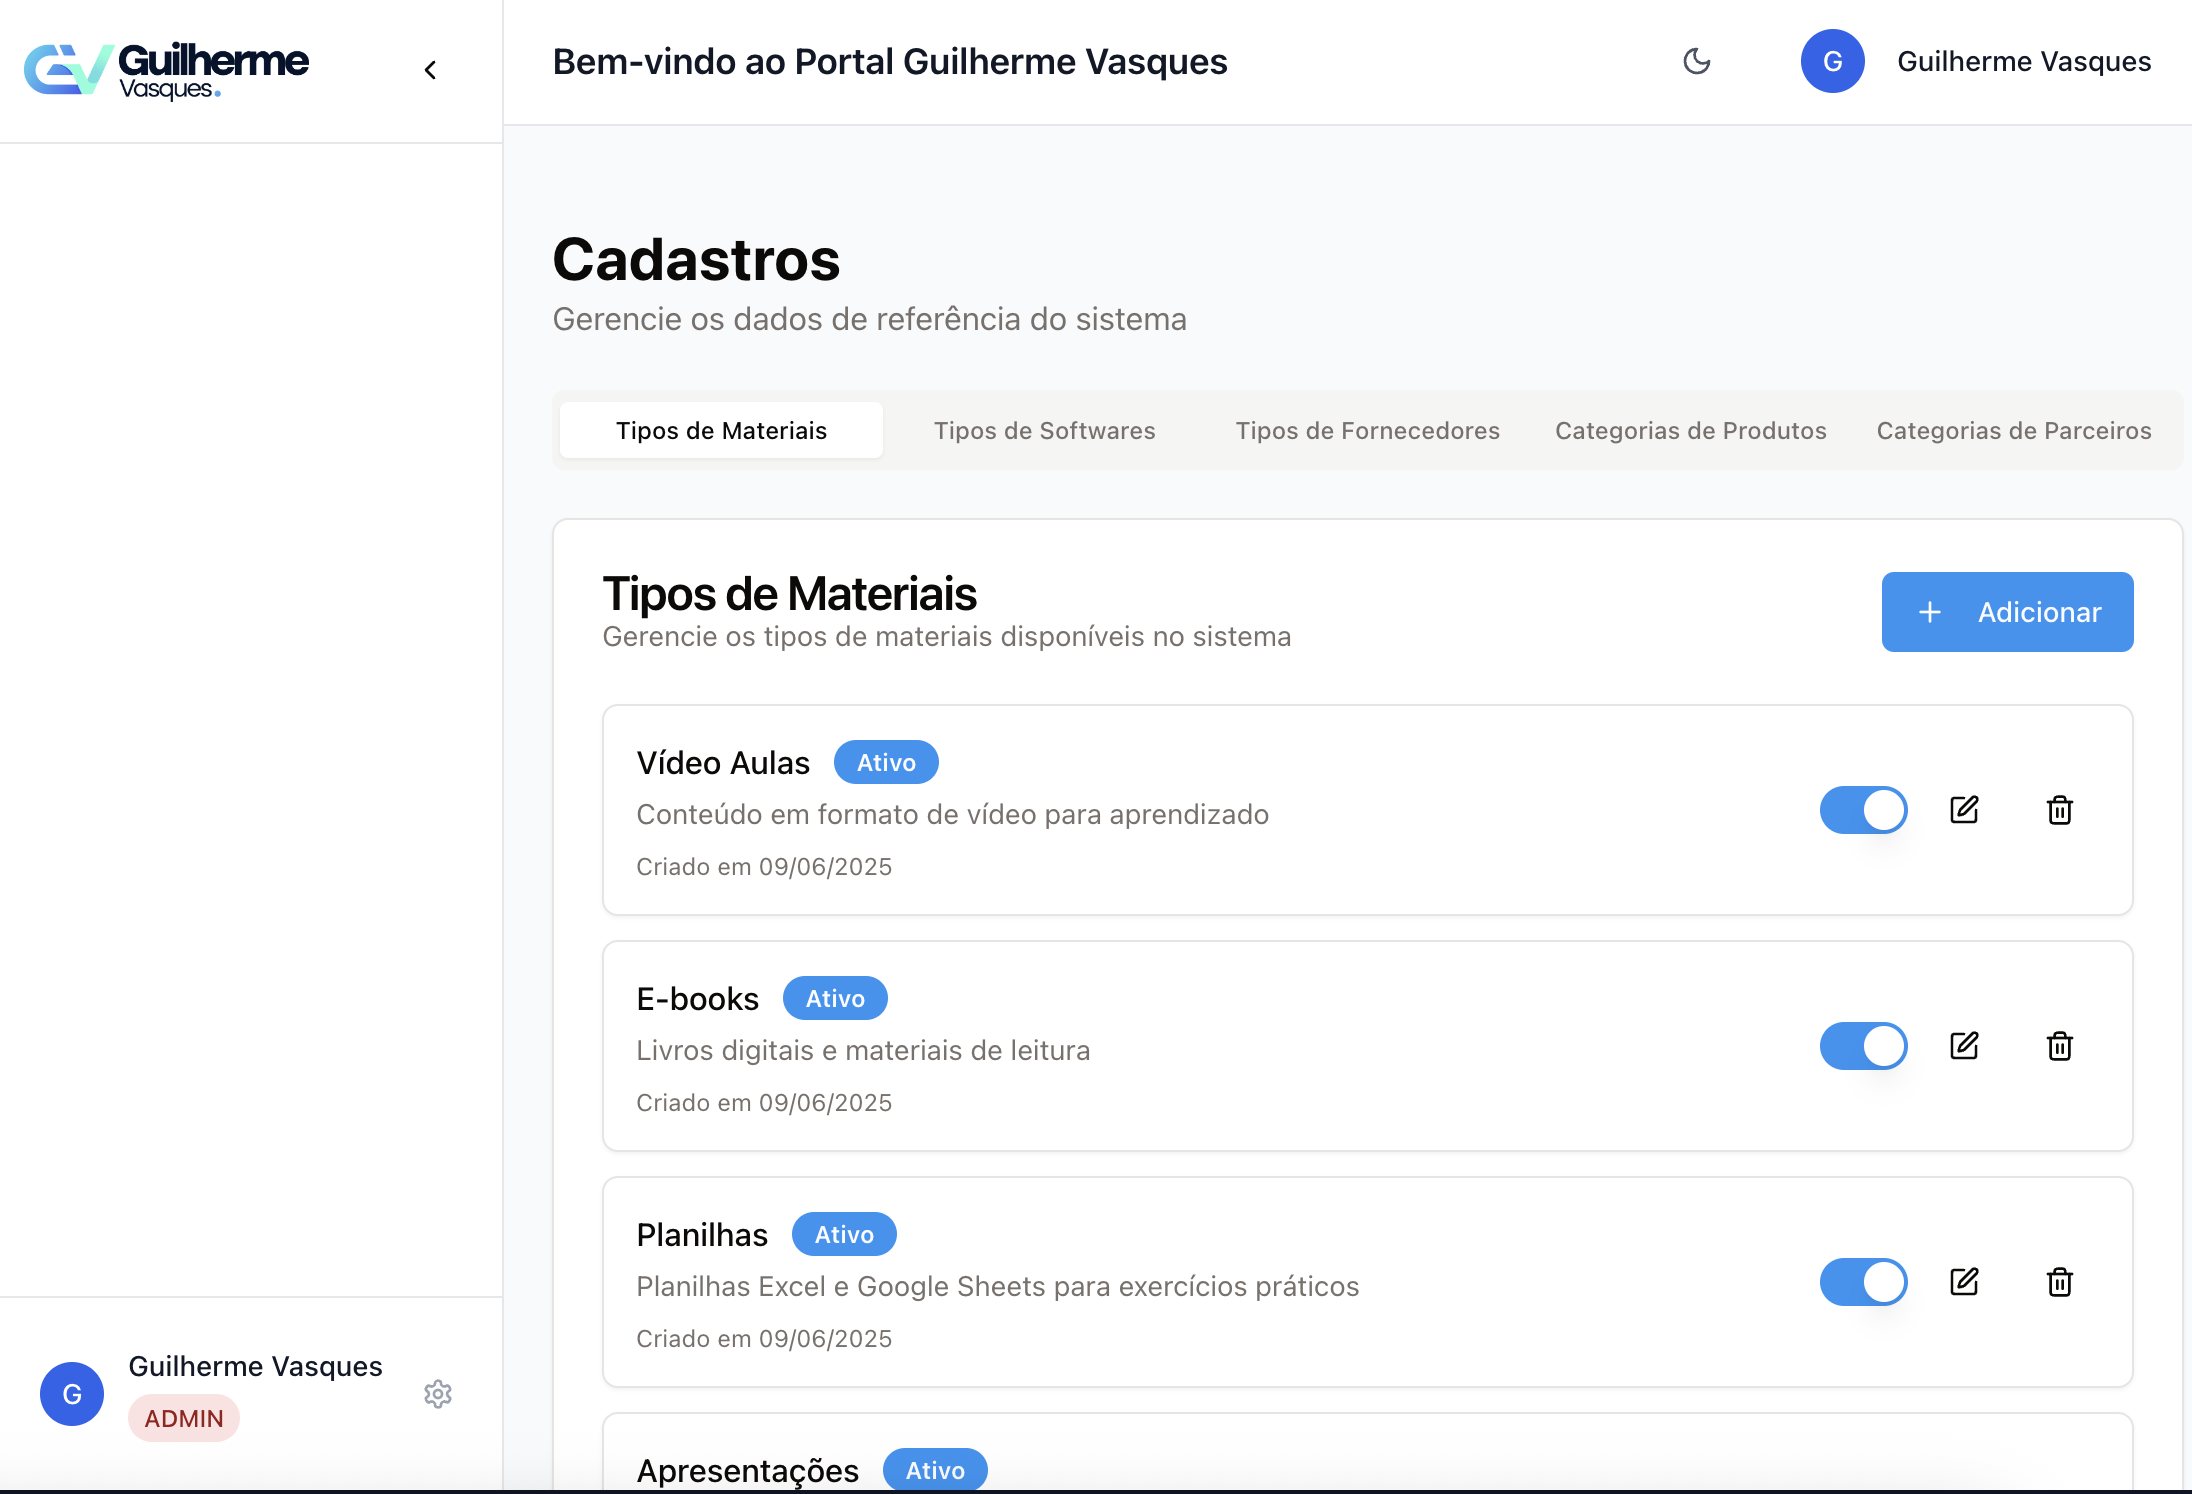 Guilherme
Vasques.
Bem-vindo ao Portal Guilherme Vasques
G
Guilherme Vasques
Cadastros
Gerencie os dados de referência do sistema
Tipos de Materiais
Tipos de Softwares
Tipos de Fornecedores
Categorias de Produtos
Categorias de Parceiros
Tipos de Materiais
Gerencie os tipos de materiais disponíveis no sistema
+ Adicionar
Vídeo Aulas
Ativo
Conteúdo em formato de vídeo para aprendizado
Criado em 09/06/2025
E-books
Ativo
Livros digitais e materiais de leitura
Criado em 09/06/2025
Planilhas
Ativo
Planilhas Excel e Google Sheets para exercícios práticos
Criado em 09/06/2025
Apresentações
Ativo
G
Guilherme Vasques
ADMIN